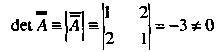 det A̅ ≡ |A̿| ≡ |1 2|
|2 1| = −3 ≠ 0